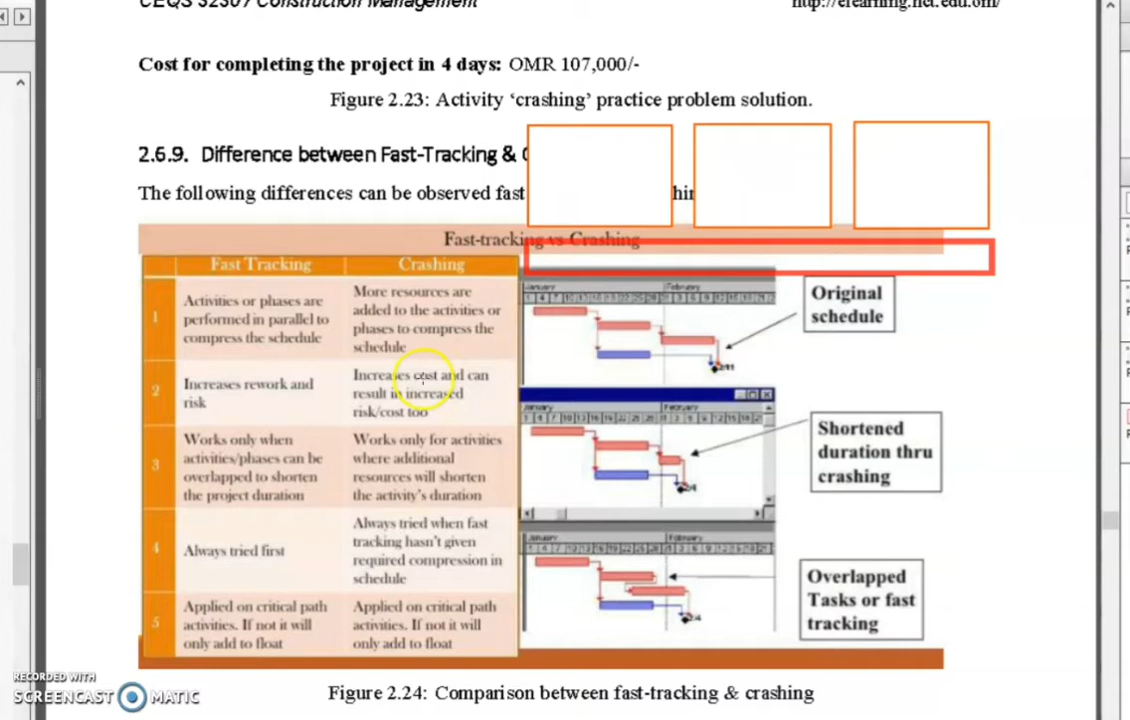 CEQS 3230 / Construction Management
http://elearning.nct.edu.om/
Cost for completing the project in 4 days: OMR 107,000/-
Figure 2.23: Activity ‘crashing’ practice problem solution.
2.6.9. Difference between Fast-Tracking &
The following differences can be observed fast
Fast-tracking vs Crashing
Fast Tracking Crashing
1
Activities or phases are
performed in parallel to
compress the schedule
More resources are
added to the activities or
phases to compress the
schedule
2
Increases rework and
risk
Increases cost and can
result in increased
risk/cost too
3
Works only when
activities/phases can be
overlapped to shorten
the project duration
Works only for activities
where additional
resources will shorten
the activity's duration
4
Always tried first
Always tried when fast
tracking hasn't given
required compression in
schedule
5
Applied on critical path
activities. If not it will
only add to float
Applied on critical path
activities. If not it will
only add to float
January February
Original
schedule
January February
Shortened
duration thru
crashing
January February
Overlapped
Tasks or fast
tracking
Figure 2.24: Comparison between fast-tracking & crashing
RECORDED WITH
SCREENCAST MATIC